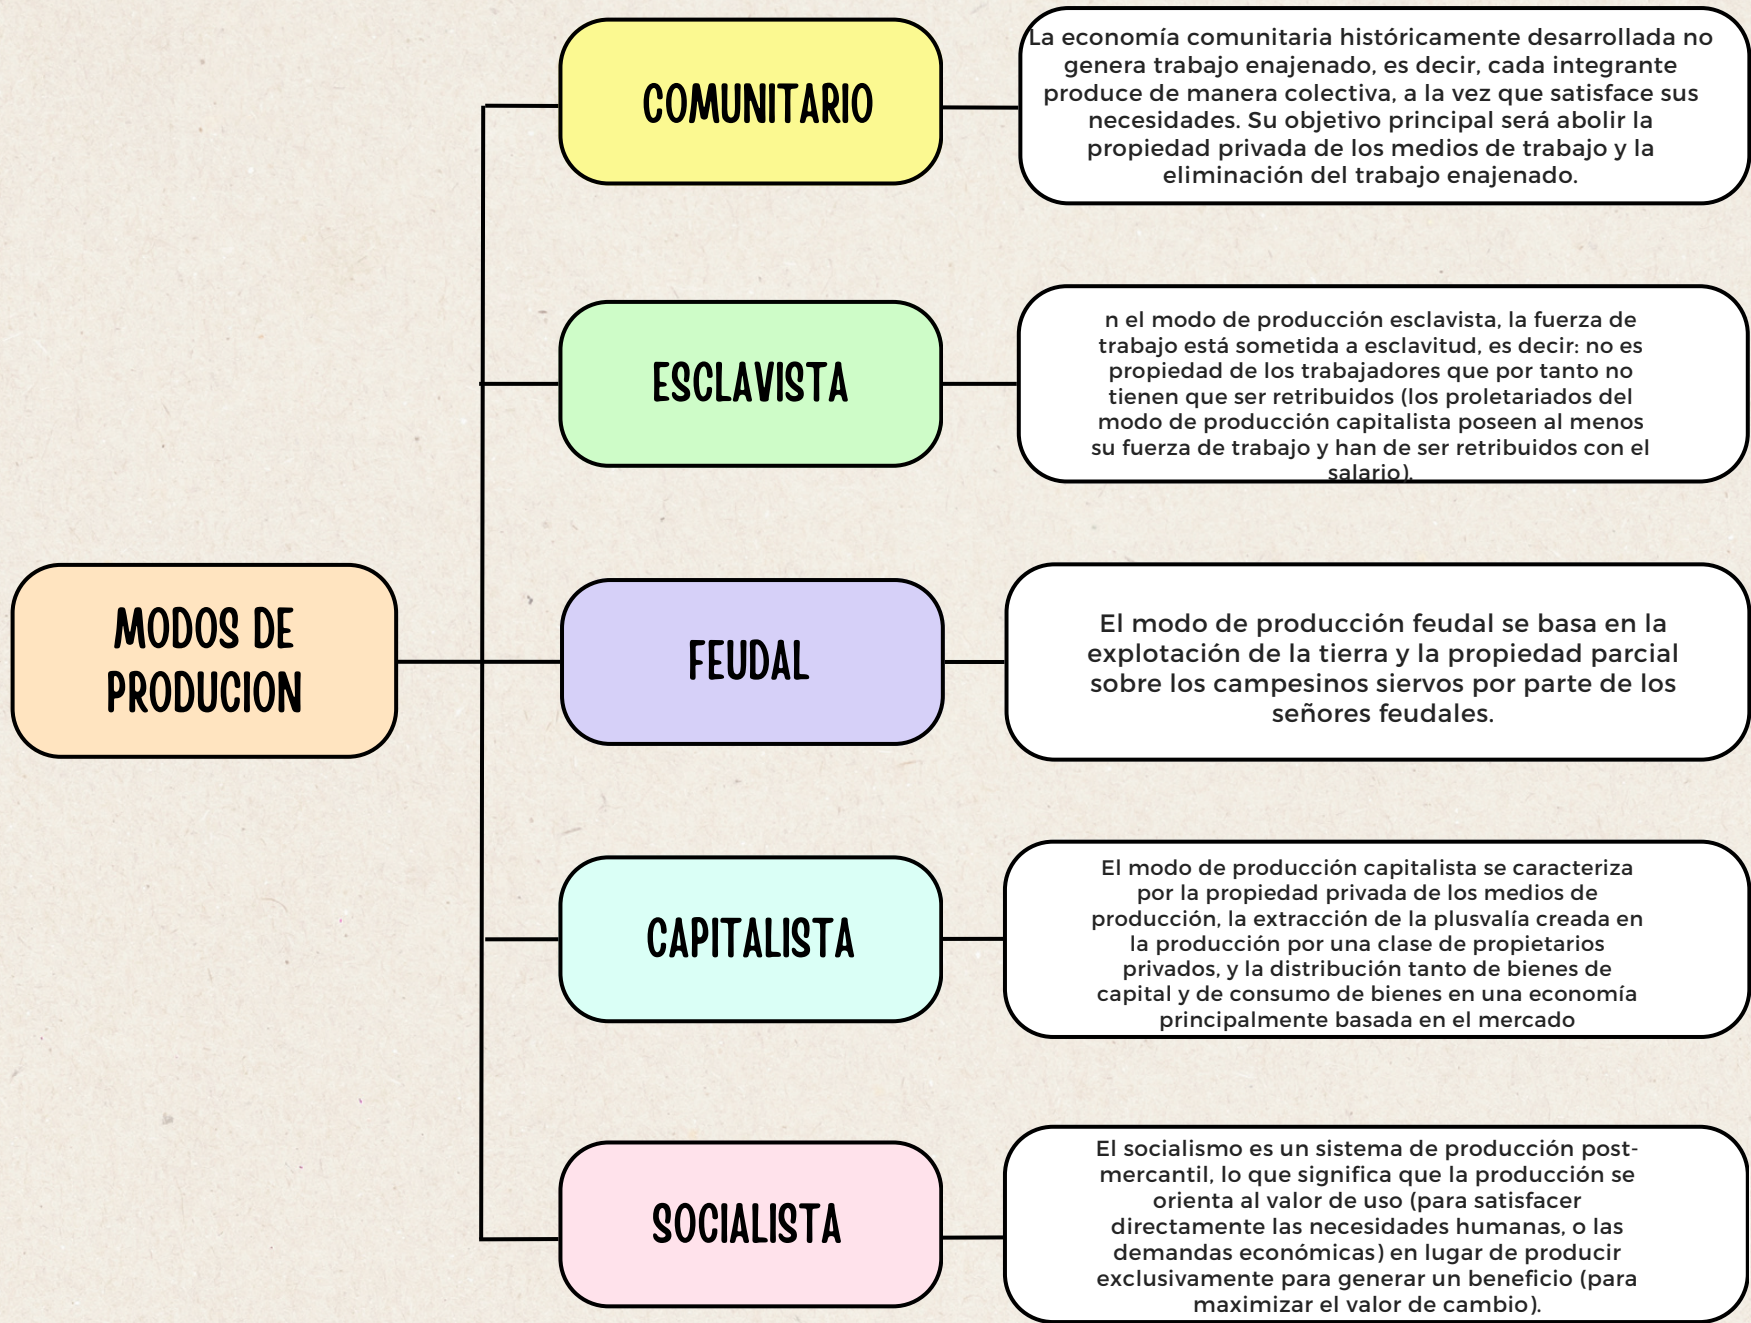 COMUNITARIO
La economía comunitaria históricamente desarrollada no
genera trabajo enajenado, es decir, cada integrante
produce de manera colectiva, a la vez que satisface sus
necesidades. Su objetivo principal será abolir la
propiedad privada de los medios de trabajo y la
eliminación del trabajo enajenado.
ESCLAVISTA
n el modo de producción esclavista, la fuerza de
trabajo está sometida a esclavitud, es decir: no es
propiedad de los trabajadores que por tanto no
tienen que ser retribuidos (los proletariados del
modo de producción capitalista poseen al menos
su fuerza de trabajo y han de ser retribuidos con el
salario).
MODOS DE
PRODUCION
FEUDAL
El modo de producción feudal se basa en la
explotación de la tierra y la propiedad parcial
sobre los campesinos siervos por parte de los
señores feudales.
CAPITALISTA
El modo de producción capitalista se caracteriza
por la propiedad privada de los medios de
producción, la extracción de la plusvalía creada en
la producción por una clase de propietarios
privados, y la distribución tanto de bienes de
capital y de consumo de bienes en una economía
principalmente basada en el mercado
SOCIALISTA
El socialismo es un sistema de producción post-
mercantil, lo que significa que la producción se
orienta al valor de uso (para satisfacer
directamente las necesidades humanas, o las
demandas económicas) en lugar de producir
exclusivamente para generar un beneficio (para
maximizar el valor de cambio).